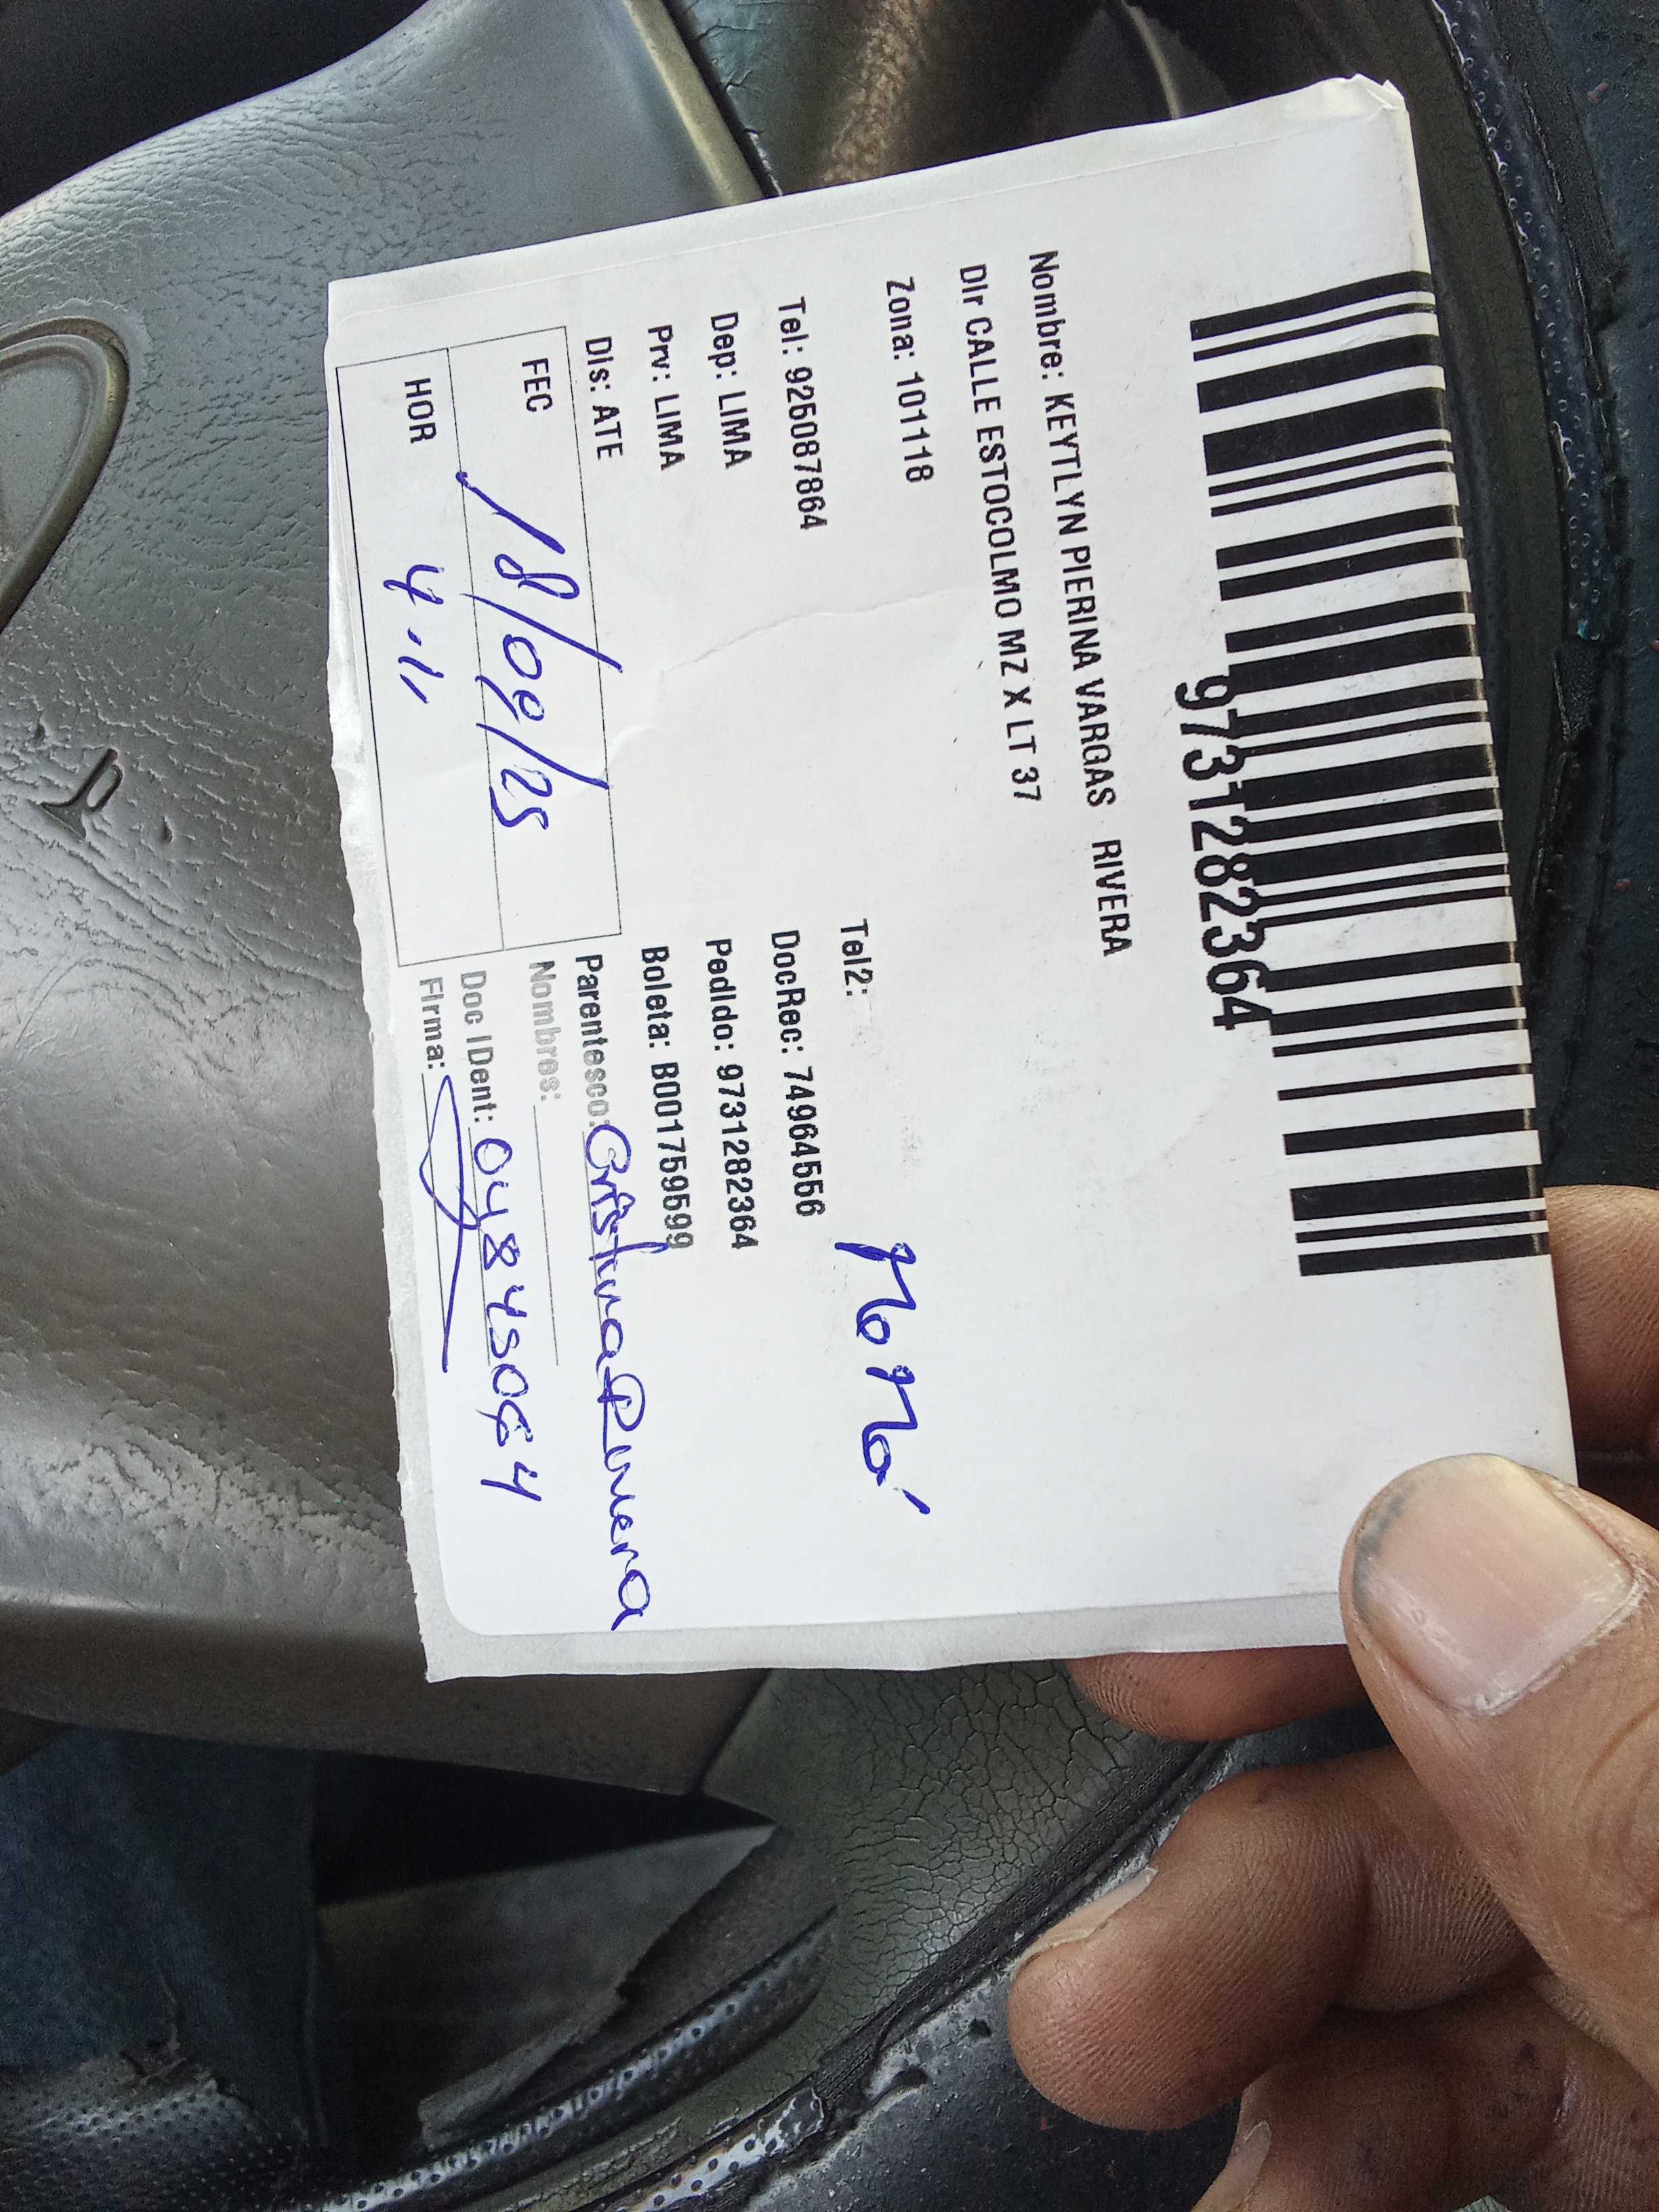 9731282364
Nombre: KEYTLYN PIERINA VARGAS RIVERA
Dir CALLE ESTOCOLMO MZ X LT 37
Zona: 101118
Tel: 925087864 Tel2:
mamá
Dep: LIMA DocRec: 74964556
Prv: LIMA Pedido: 9731282364
Dis: ATE Boleta: B001759599
Parentesco: Cristina Rivera
FEC 18/09/25 Nombres:
HOR 4:11 Doc IDent: 04845064
Firma: